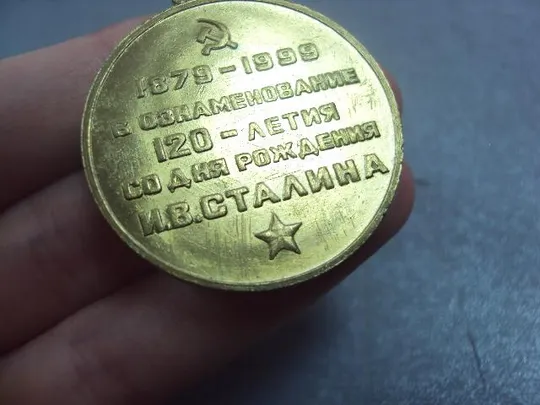 1879-1999
В ОЗНАМЕНОВАНИЕ
120-ЛЕТИЯ
СО ДНЯ РОЖДЕНИЯ
И.В.СТАЛИНА